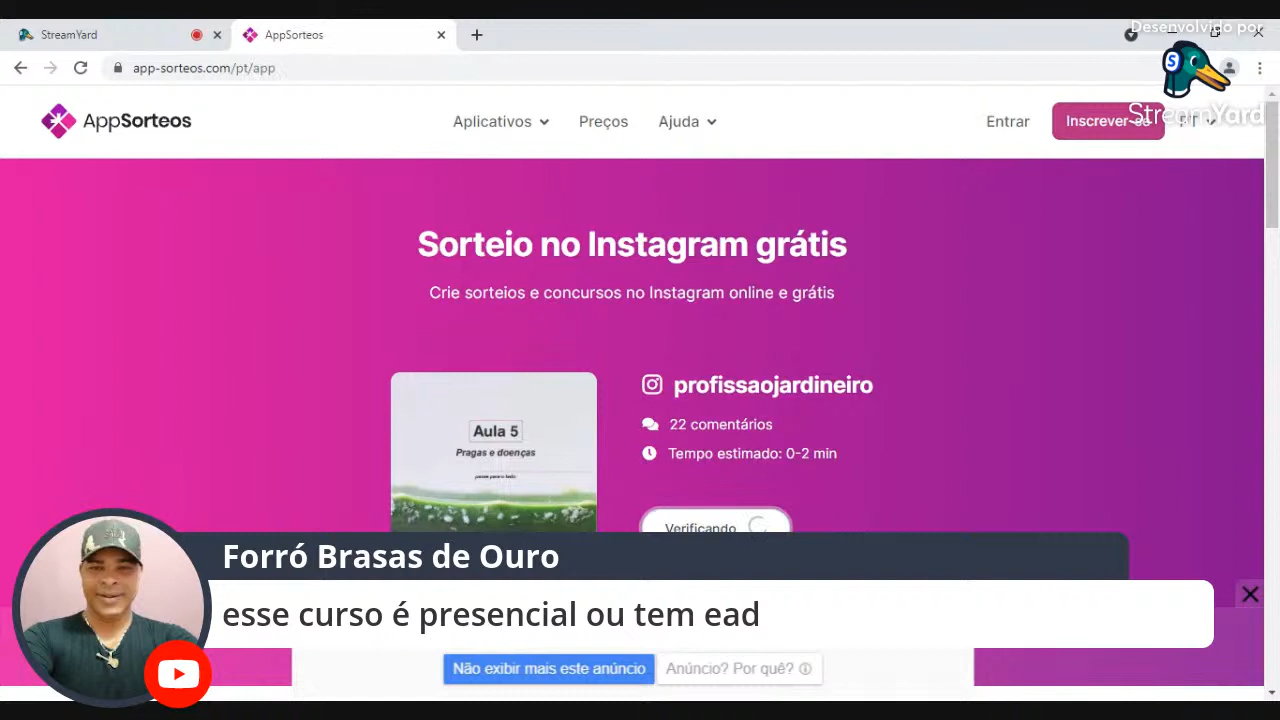 Desenvolvido por
StreamYard
StreamYard
AppSorteos
app-sorteos.com/pt/app
AppSorteos
Aplicativos
Preços
Ajuda
Entrar
Inscrever-se
Sorteio no Instagram grátis
Crie sorteios e concursos no Instagram online e grátis
Aula 5
Pragas e doenças
profissaojardineiro
22 comentários
Tempo estimado: 0-2 min
Verificando
Forró Brasas de Ouro
esse curso é presencial ou tem ead
Não exibir mais este anúncio
Anúncio? Por quê?